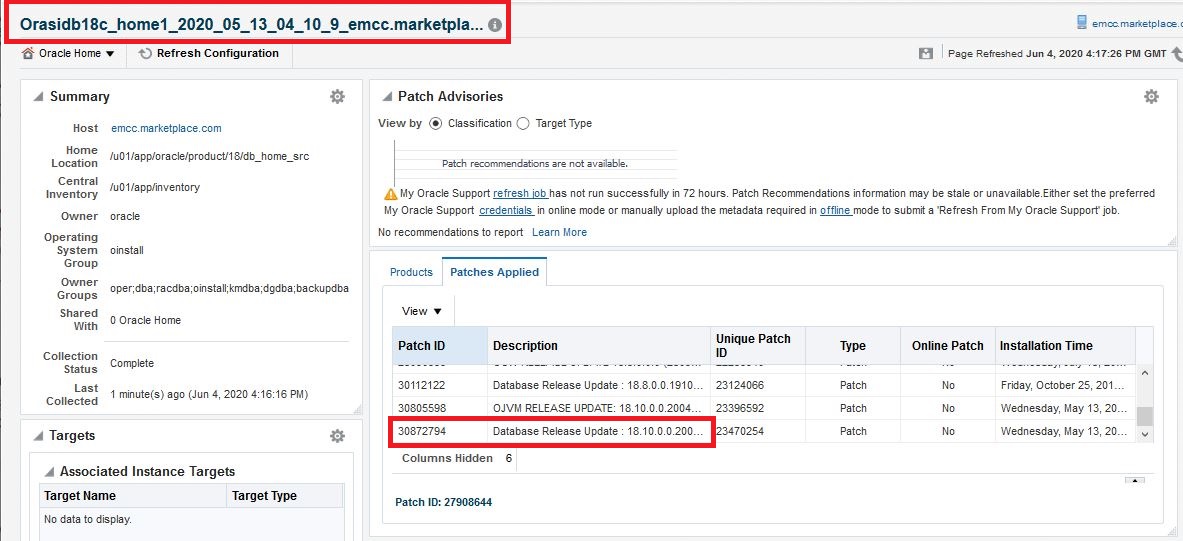 Orasidb18c_home1_2020_05_13_04_10_9_emcc.marketpla...
emcc.marketplace.c
Oracle Home
Refresh Configuration
Page Refreshed Jun 4, 2020 4:17:26 PM GMT
Summary
Host emcc.marketplace.com
Home Location /u01/app/oracle/product/18/db_home_src
Central Inventory /u01/app/inventory
Owner oracle
Operating System Group oinstall
Owner Groups oper;dba;racdba;oinstall;kmdba;dgdba;backupdba
Shared With 0 Oracle Home
Collection Status Complete
Last Collected 1 minute(s) ago (Jun 4, 2020 4:16:16 PM)
Targets
Associated Instance Targets
Target Name Target Type
No data to display.
Patch Advisories
View by Classification Target Type
Patch recommendations are not available.
My Oracle Support refresh job has not run successfully in 72 hours. Patch Recommendations information may be stale or unavailable.Either set the preferred
My Oracle Support credentials in online mode or manually upload the metadata required in offline mode to submit a 'Refresh From My Oracle Support' job.
No recommendations to report Learn More
Products Patches Applied
View
Patch ID Description Unique Patch ID Type Online Patch Installation Time
30112122 Database Release Update : 18.8.0.0.1910... 23124066 Patch No Friday, October 25, 201...
30805598 OJVM RELEASE UPDATE: 18.10.0.0.2004... 23396592 Patch No Wednesday, May 13, 20...
30872794 Database Release Update : 18.10.0.0.200... 23470254 Patch No Wednesday, May 13, 20...
Columns Hidden 6
Patch ID: 27908644